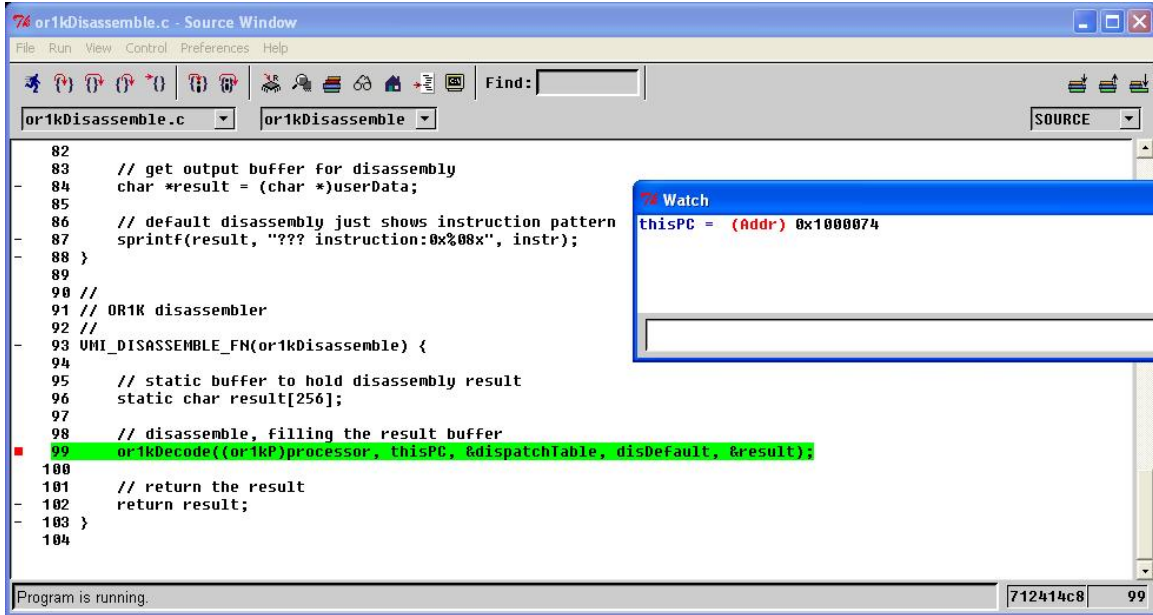 or1kDisassemble.c - Source Window
File Run View Control Preferences Help
Find:
or1kDisassemble.c or1kDisassemble SOURCE
82
83 // get output buffer for disassembly
- 84 char *result = (char *)userData;
85
86 // default disassembly just shows instruction pattern
- 87 sprintf(result, "??? instruction:0x%08x", instr);
- 88 }
89
90 //
91 // OR1K disassembler
92 //
- 93 VMI_DISASSEMBLE_FN(or1kDisassemble) {
94
95 // static buffer to hold disassembly result
96 static char result[256];
97
98 // disassemble, filling the result buffer
99 or1kDecode((or1kP)processor, thisPC, &dispatchTable, disDefault, &result);
100
101 // return the result
- 102 return result;
- 103 }
104
Watch
thisPC = (Addr) 0x1000074
Program is running. 712414c8 99